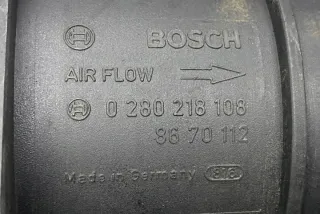 BOSCH
AIR FLOW
0 280 218 108
86 70 112
Made in Germany